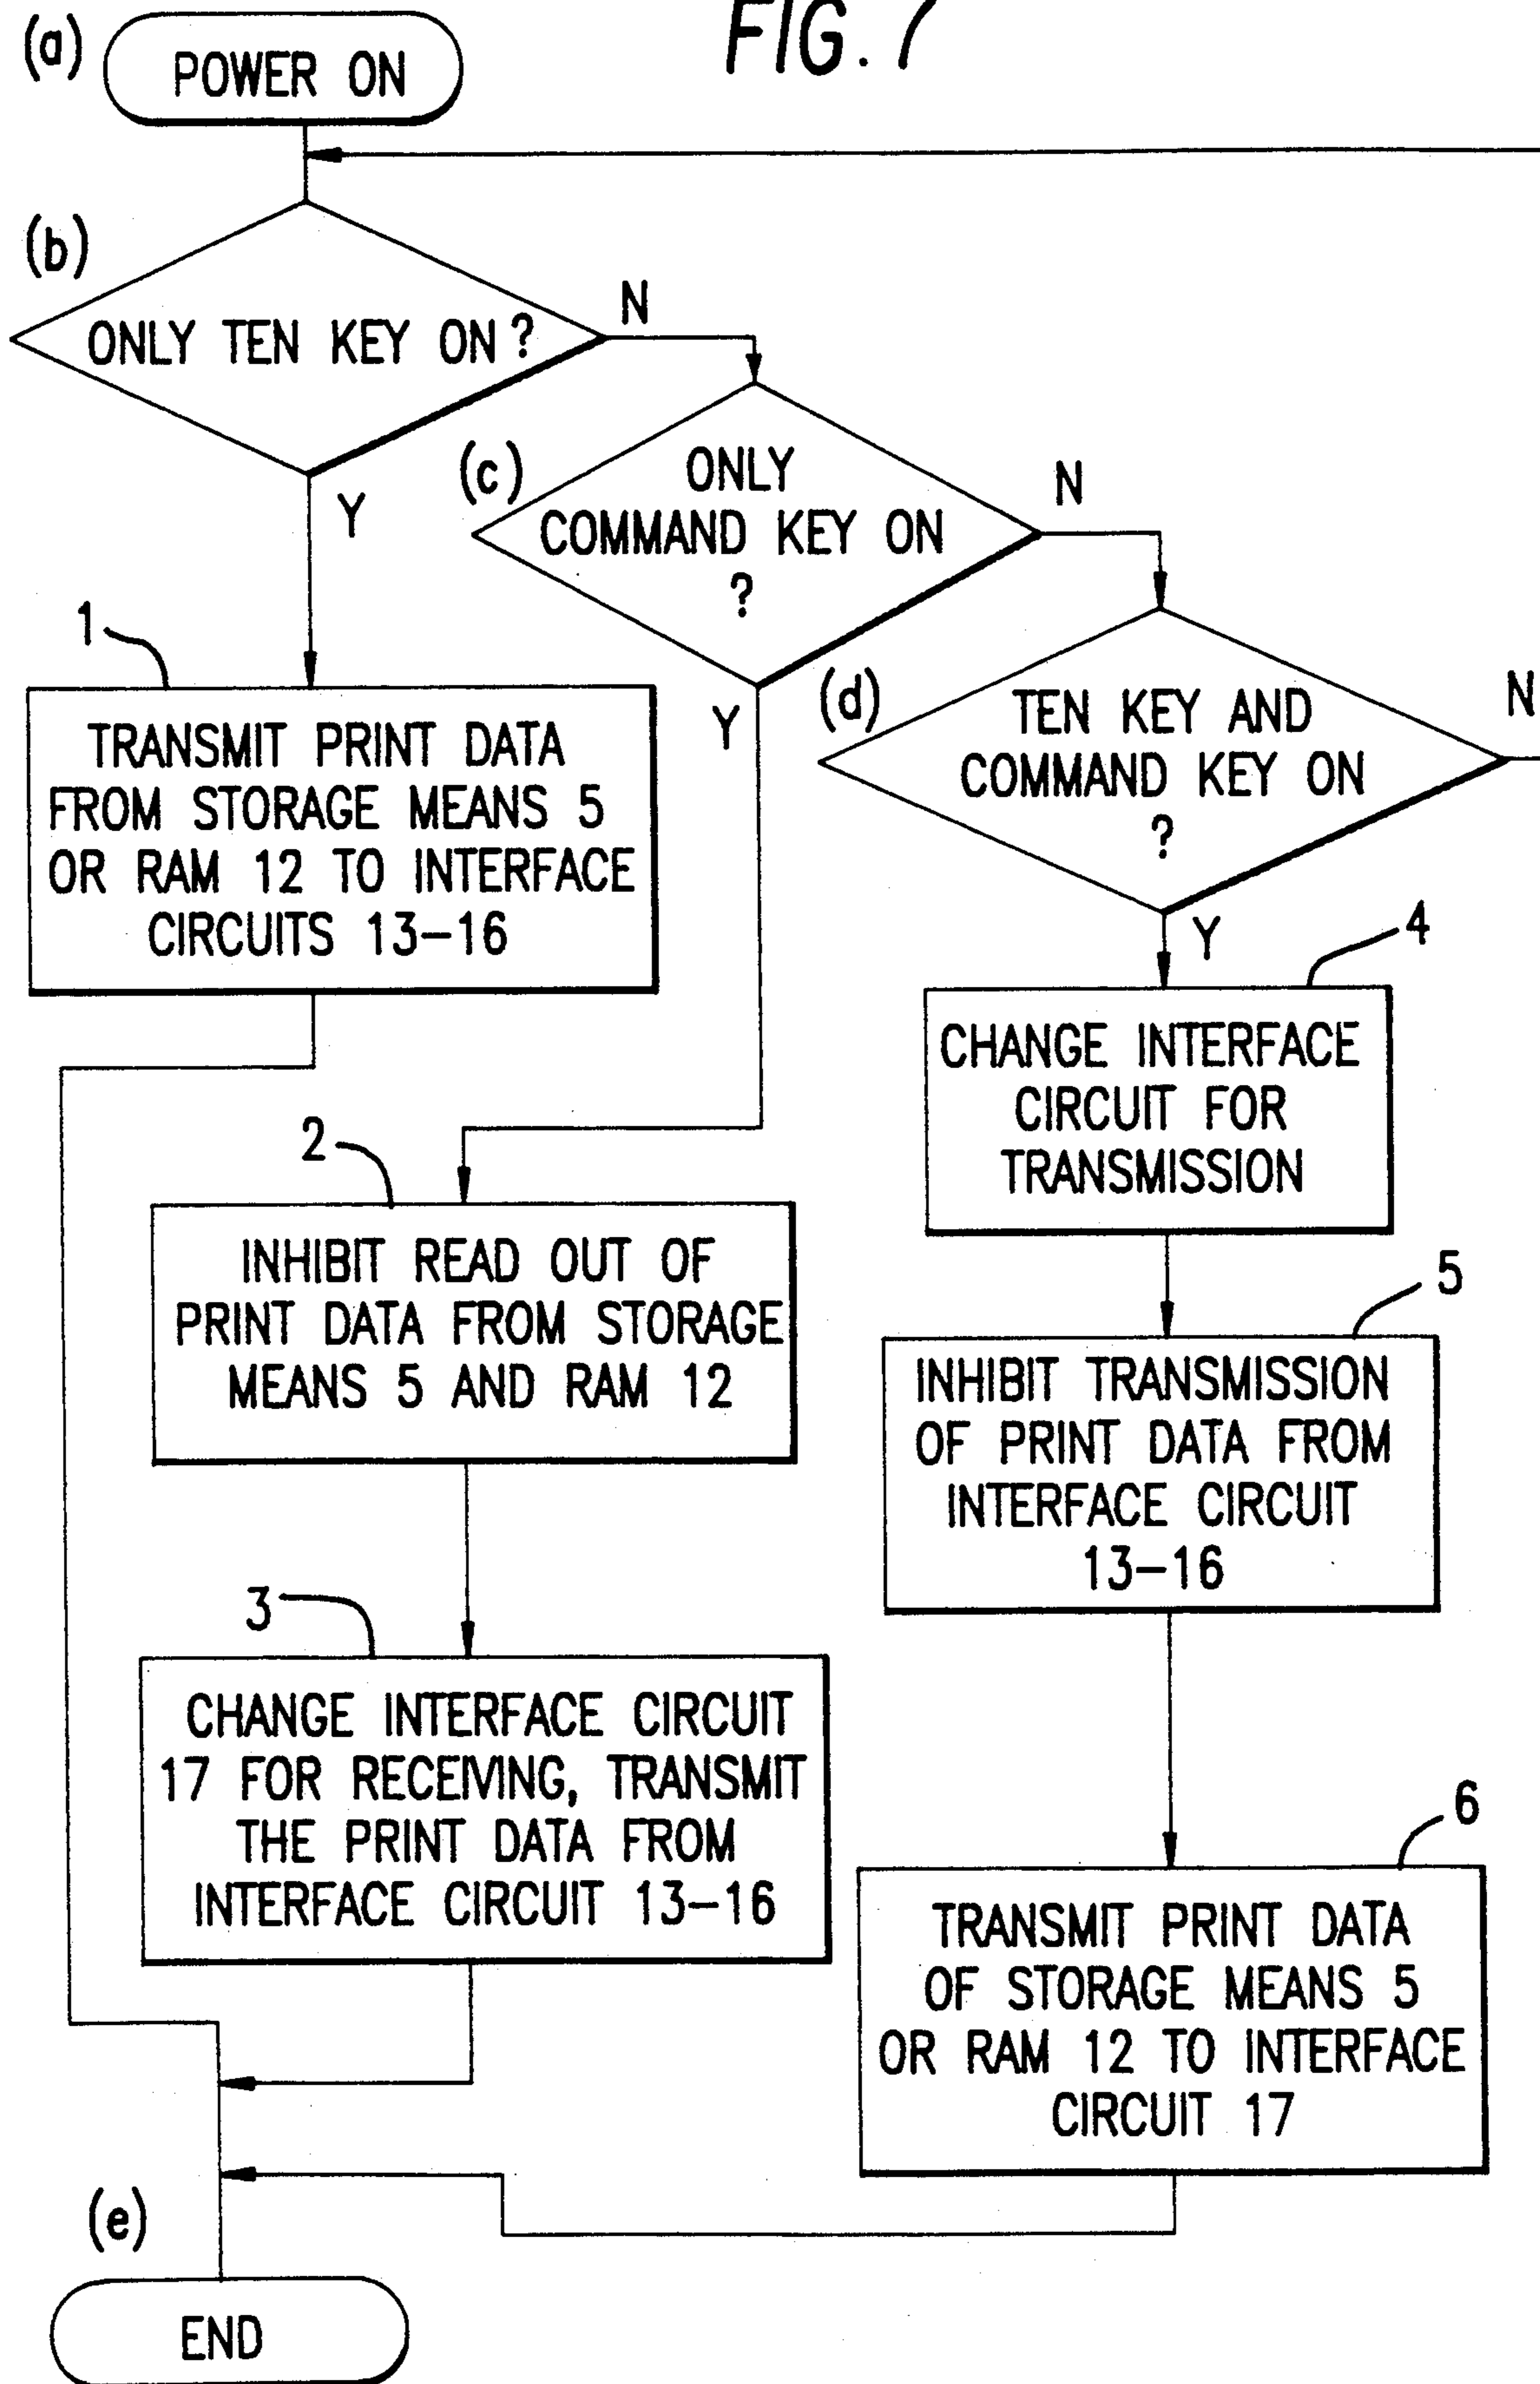 FIG. 7
(a)
POWER ON
(b)
ONLY TEN KEY ON ?
N
Y
(c)
ONLY
COMMAND KEY ON
?
N
Y
(d)
TEN KEY AND
COMMAND KEY ON
?
N
Y
1
TRANSMIT PRINT DATA
FROM STORAGE MEANS 5
OR RAM 12 TO INTERFACE
CIRCUITS 13-16
2
INHIBIT READ OUT OF
PRINT DATA FROM STORAGE
MEANS 5 AND RAM 12
3
CHANGE INTERFACE CIRCUIT
17 FOR RECEIVING, TRANSMIT
THE PRINT DATA FROM
INTERFACE CIRCUIT 13-16
4
CHANGE INTERFACE
CIRCUIT FOR
TRANSMISSION
5
INHIBIT TRANSMISSION
OF PRINT DATA FROM
INTERFACE CIRCUIT
13-16
6
TRANSMIT PRINT DATA
OF STORAGE MEANS 5
OR RAM 12 TO INTERFACE
CIRCUIT 17
(e)
END